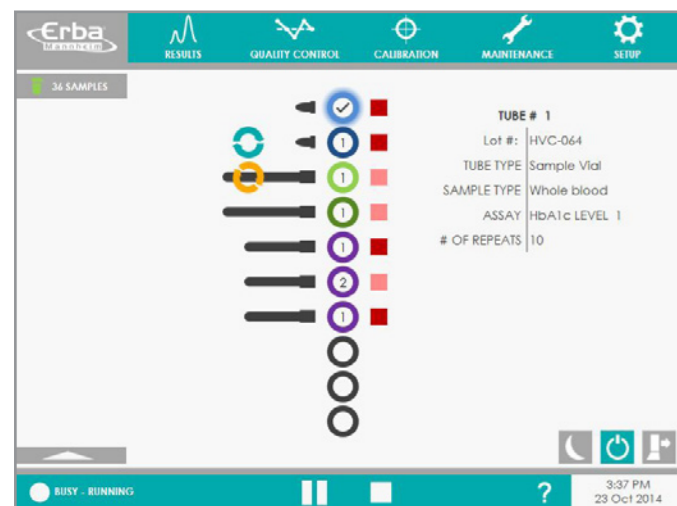 Erba
Mannheim
RESULTS
QUALITY CONTROL
CALIBRATION
MAINTENANCE
SETUP
36 SAMPLES
TUBE # 1
Lot #: HVC-064
TUBE TYPE Sample Vial
SAMPLE TYPE Whole blood
ASSAY HbA1c LEVEL 1
# OF REPEATS 10
1
1
1
1
2
1
BUSY - RUNNING
?
3:37 PM
23 Oct 2014